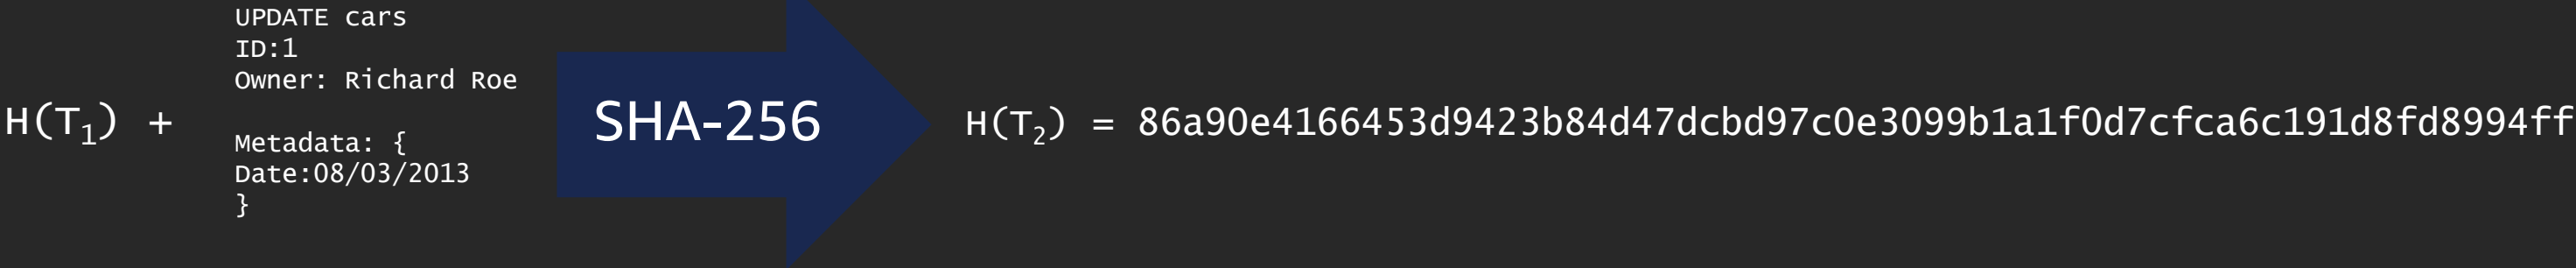 H(T₁) +
UPDATE cars
ID:1
Owner: Richard Roe
Metadata: {
Date:08/03/2013
}
SHA-256
H(T₂) = 86a90e4166453d9423b84d47dcbd97c0e3099b1a1f0d7cfca6c191d8fd8994ff